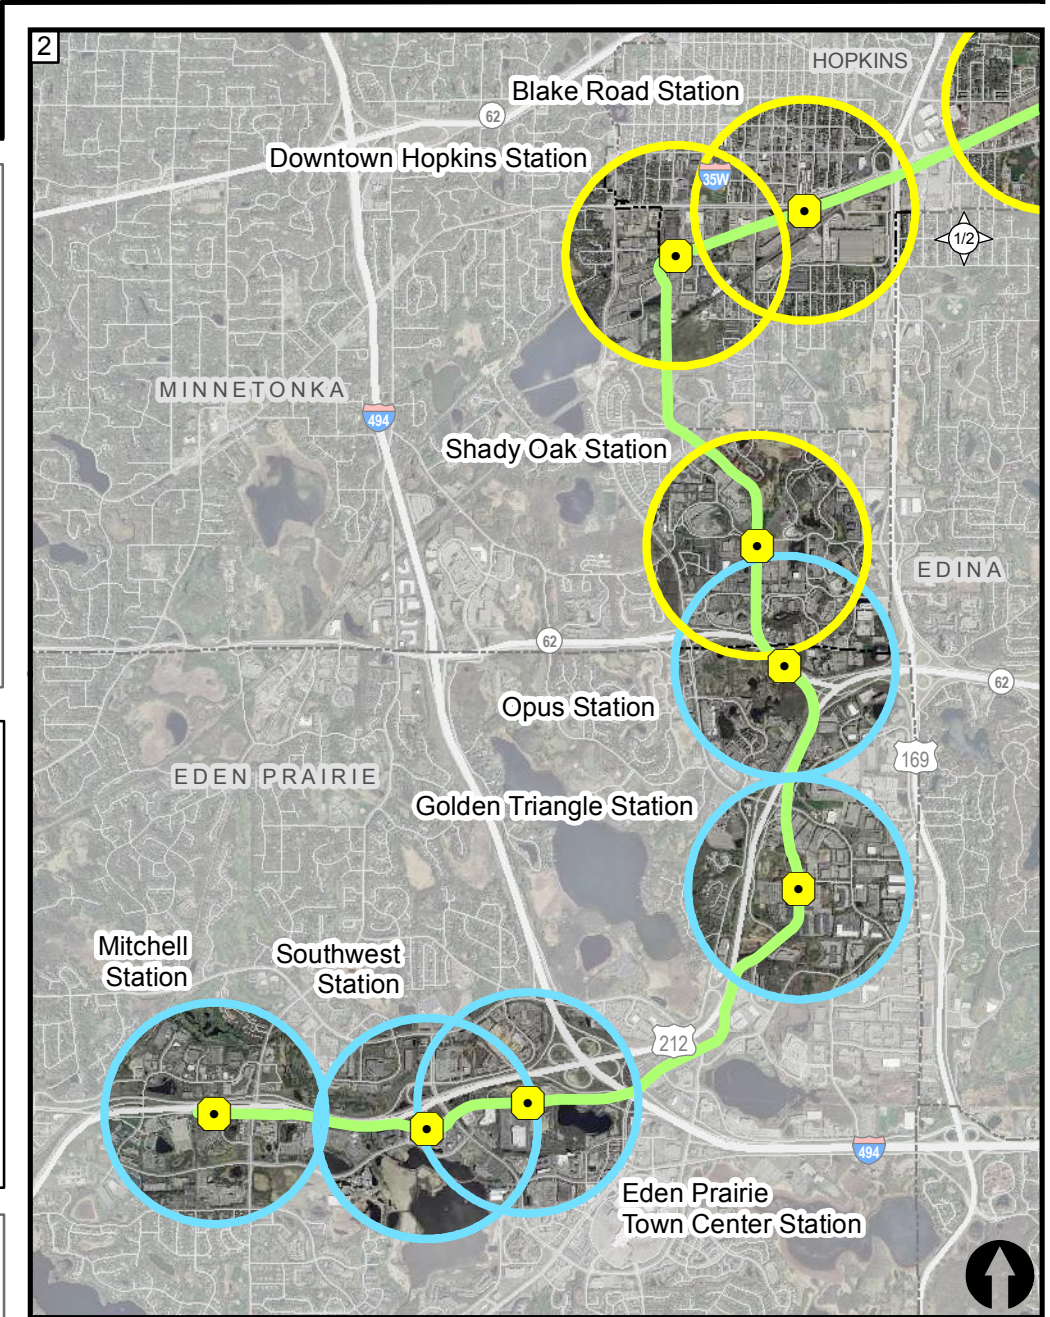 2
HOPKINS
Blake Road Station
62
Downtown Hopkins Station
35W
1/2
MINNETONKA
494
Shady Oak Station
EDINA
62
62
Opus Station
169
EDEN PRAIRIE
Golden Triangle Station
Mitchell
Station
Southwest
Station
212
494
Eden Prairie
Town Center Station